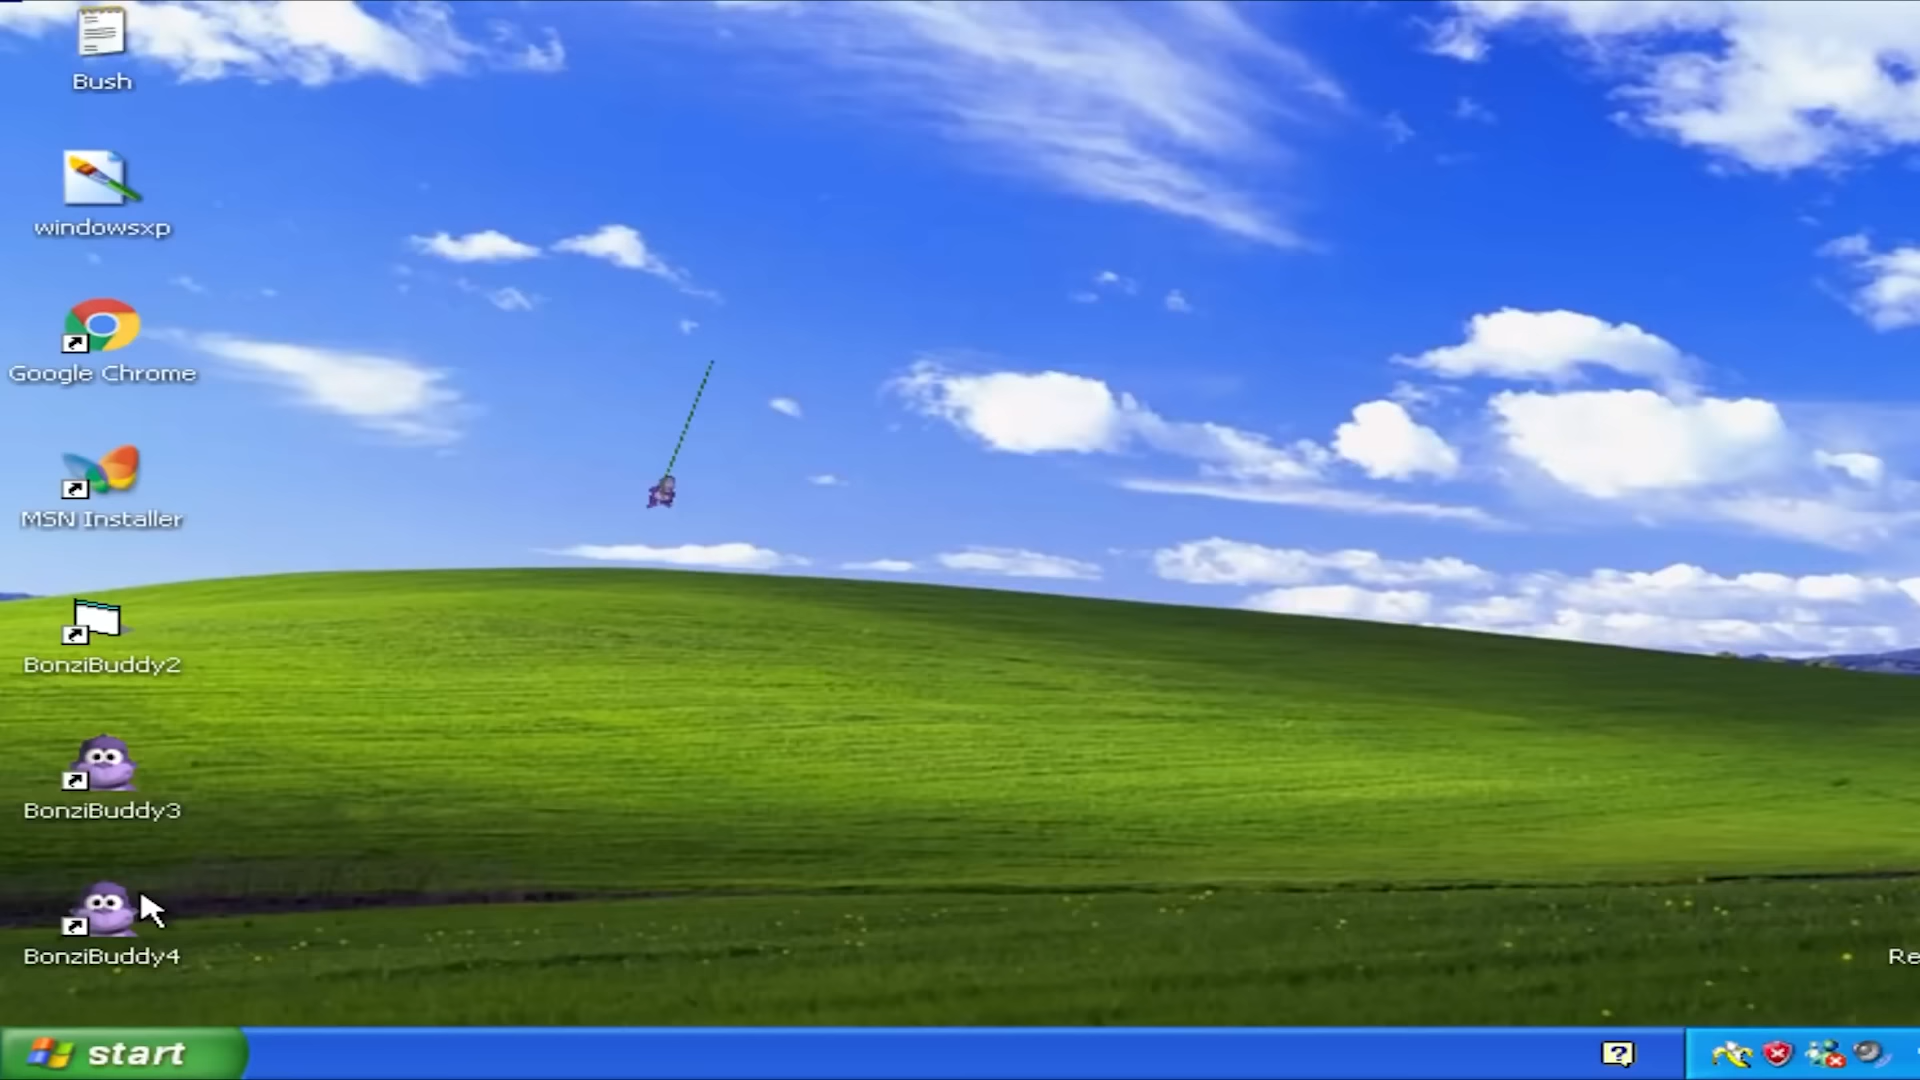 Bush
windowsxp
Google Chrome
MSN Installer
BonziBuddy2
BonziBuddy3
BonziBuddy4
Re
start
?